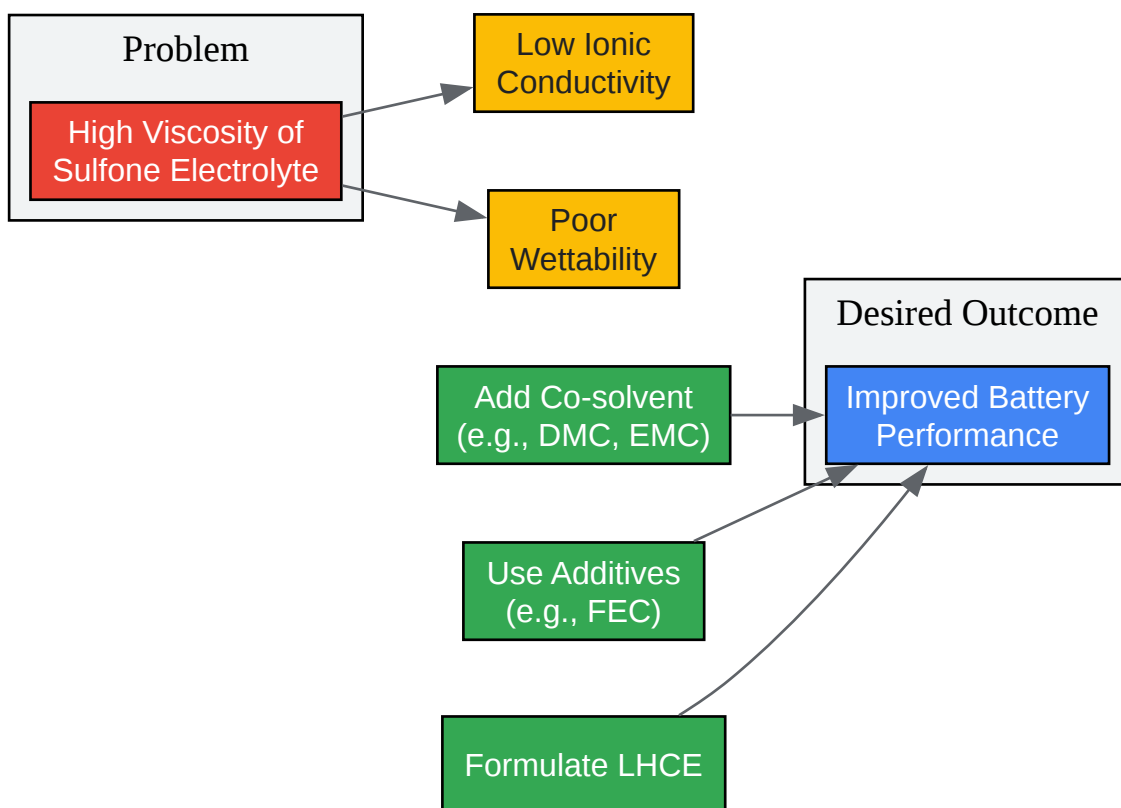 Problem
High Viscosity of
Sulfone Electrolyte
Low Ionic
Conductivity
Poor
Wettability
Desired Outcome
Improved Battery
Performance
Add Co-solvent
(e.g., DMC, EMC)
Use Additives
(e.g., FEC)
Formulate LHCE